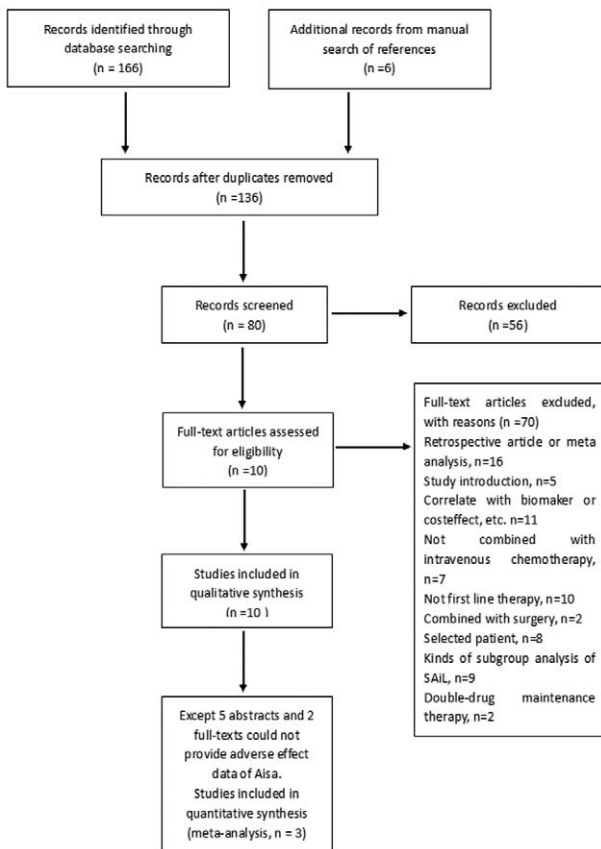 Records identified through
database searching
(n = 166)
Additional records from manual
search of references
(n =6)
Records after duplicates removed
(n =136)
Records screened
(n = 80)
Records excluded
(n =56)
Full-text articles assessed
for eligibility
(n =10)
Full-text articles excluded,
with reasons (n =70)
Retrospective article or meta
analysis, n=16
Study introduction, n=5
Correlate with biomaker or
costeffect, etc. n=11
Not combined with
intravenous chemotherapy,
n=7
Not first line therapy, n=10
Combined with surgery, n=2
Selected patient, n=8
Kinds of subgroup analysis of
SAiL, n=9
Double-drug maintenance
therapy, n=2
Studies included in
qualitative synthesis
(n =10 )
Except 5 abstracts and 2
full-texts could not
provide adverse effect
data of Aisa.
Studies included in
quantitative synthesis
(meta-analysis, n = 3)